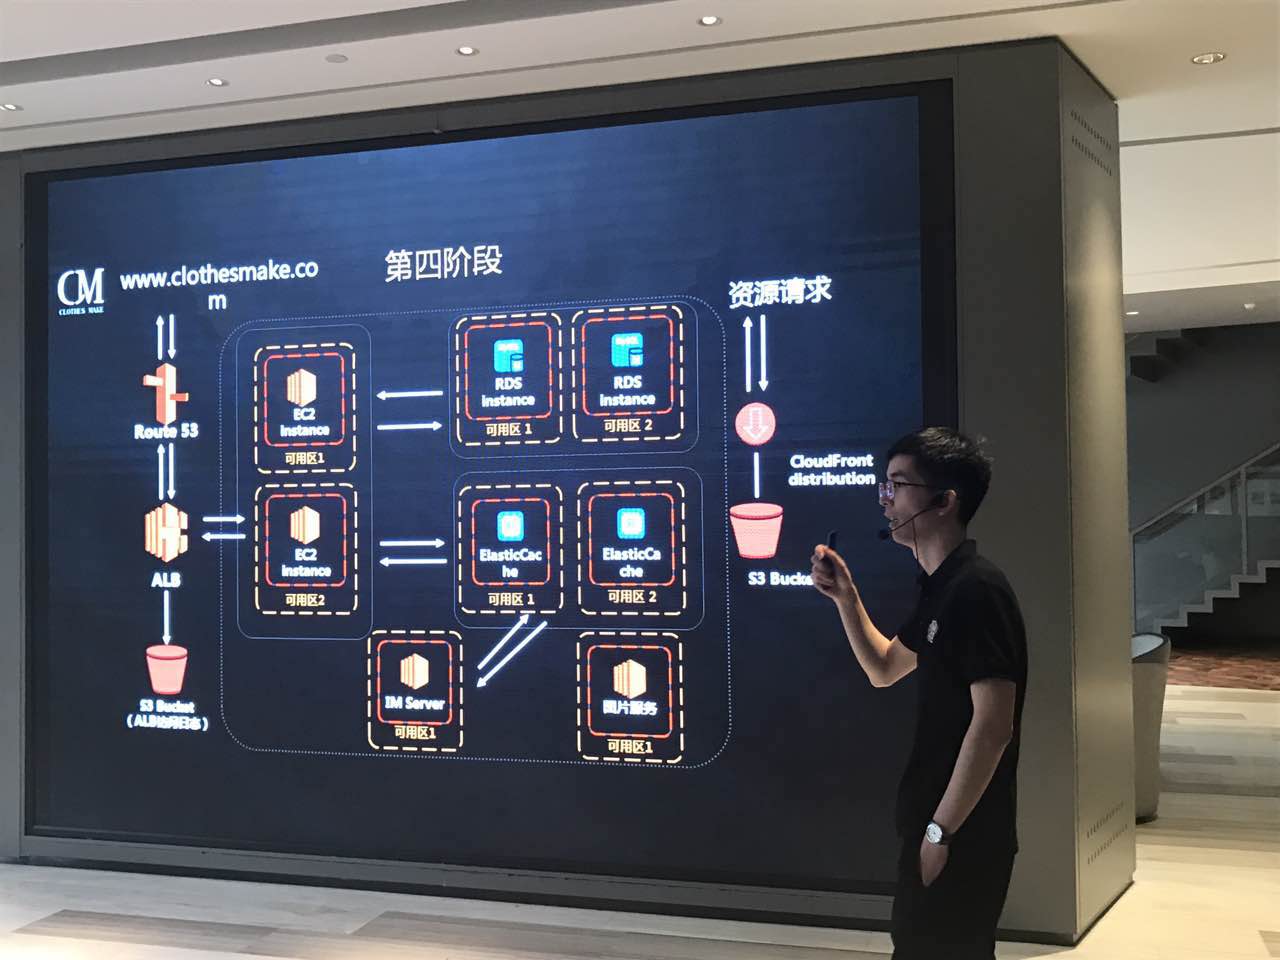 CM
CLOTHES MAKE
www.clothesmake.co
m
第四阶段
资源请求
Route 53
ALB
S3 Bucket
（ALB访问日志）
EC2
instance
可用区1
EC2
instance
可用区2
RDS
instance
可用区 1
RDS
instance
可用区 2
ElasticCac
he
可用区 1
ElasticCa
che
可用区 2
IM Server
可用区1
图片服务
可用区1
CloudFront
distribution
S3 Bucke